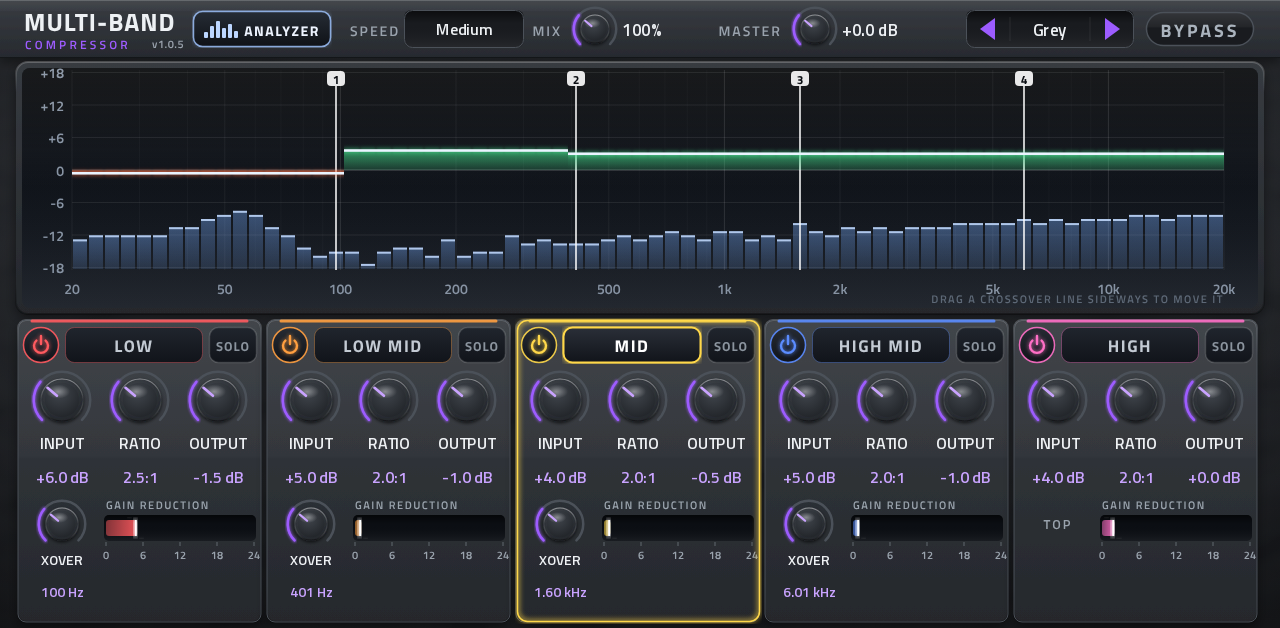 MULTI-BAND
COMPRESSOR v1.0.5
ANALYZER
SPEED Medium
MIX 100%
MASTER +0.0 dB
Grey
BYPASS
+18
+12
+6
0
-6
-12
-18
1 2 3 4
20 50 100 200 500 1k 2k 5k 10k 20k
DRAG A CROSSOVER LINE SIDEWAYS TO MOVE IT
LOW SOLO
INPUT RATIO OUTPUT
+6.0 dB 2.5:1 -1.5 dB
GAIN REDUCTION
0 6 12 18 24
XOVER
100 Hz
LOW MID SOLO
INPUT RATIO OUTPUT
+5.0 dB 2.0:1 -1.0 dB
GAIN REDUCTION
0 6 12 18 24
XOVER
401 Hz
MID SOLO
INPUT RATIO OUTPUT
+4.0 dB 2.0:1 -0.5 dB
GAIN REDUCTION
0 6 12 18 24
XOVER
1.60 kHz
HIGH MID SOLO
INPUT RATIO OUTPUT
+5.0 dB 2.0:1 -1.0 dB
GAIN REDUCTION
0 6 12 18 24
XOVER
6.01 kHz
HIGH SOLO
INPUT RATIO OUTPUT
+4.0 dB 2.0:1 +0.0 dB
GAIN REDUCTION
TOP
0 6 12 18 24